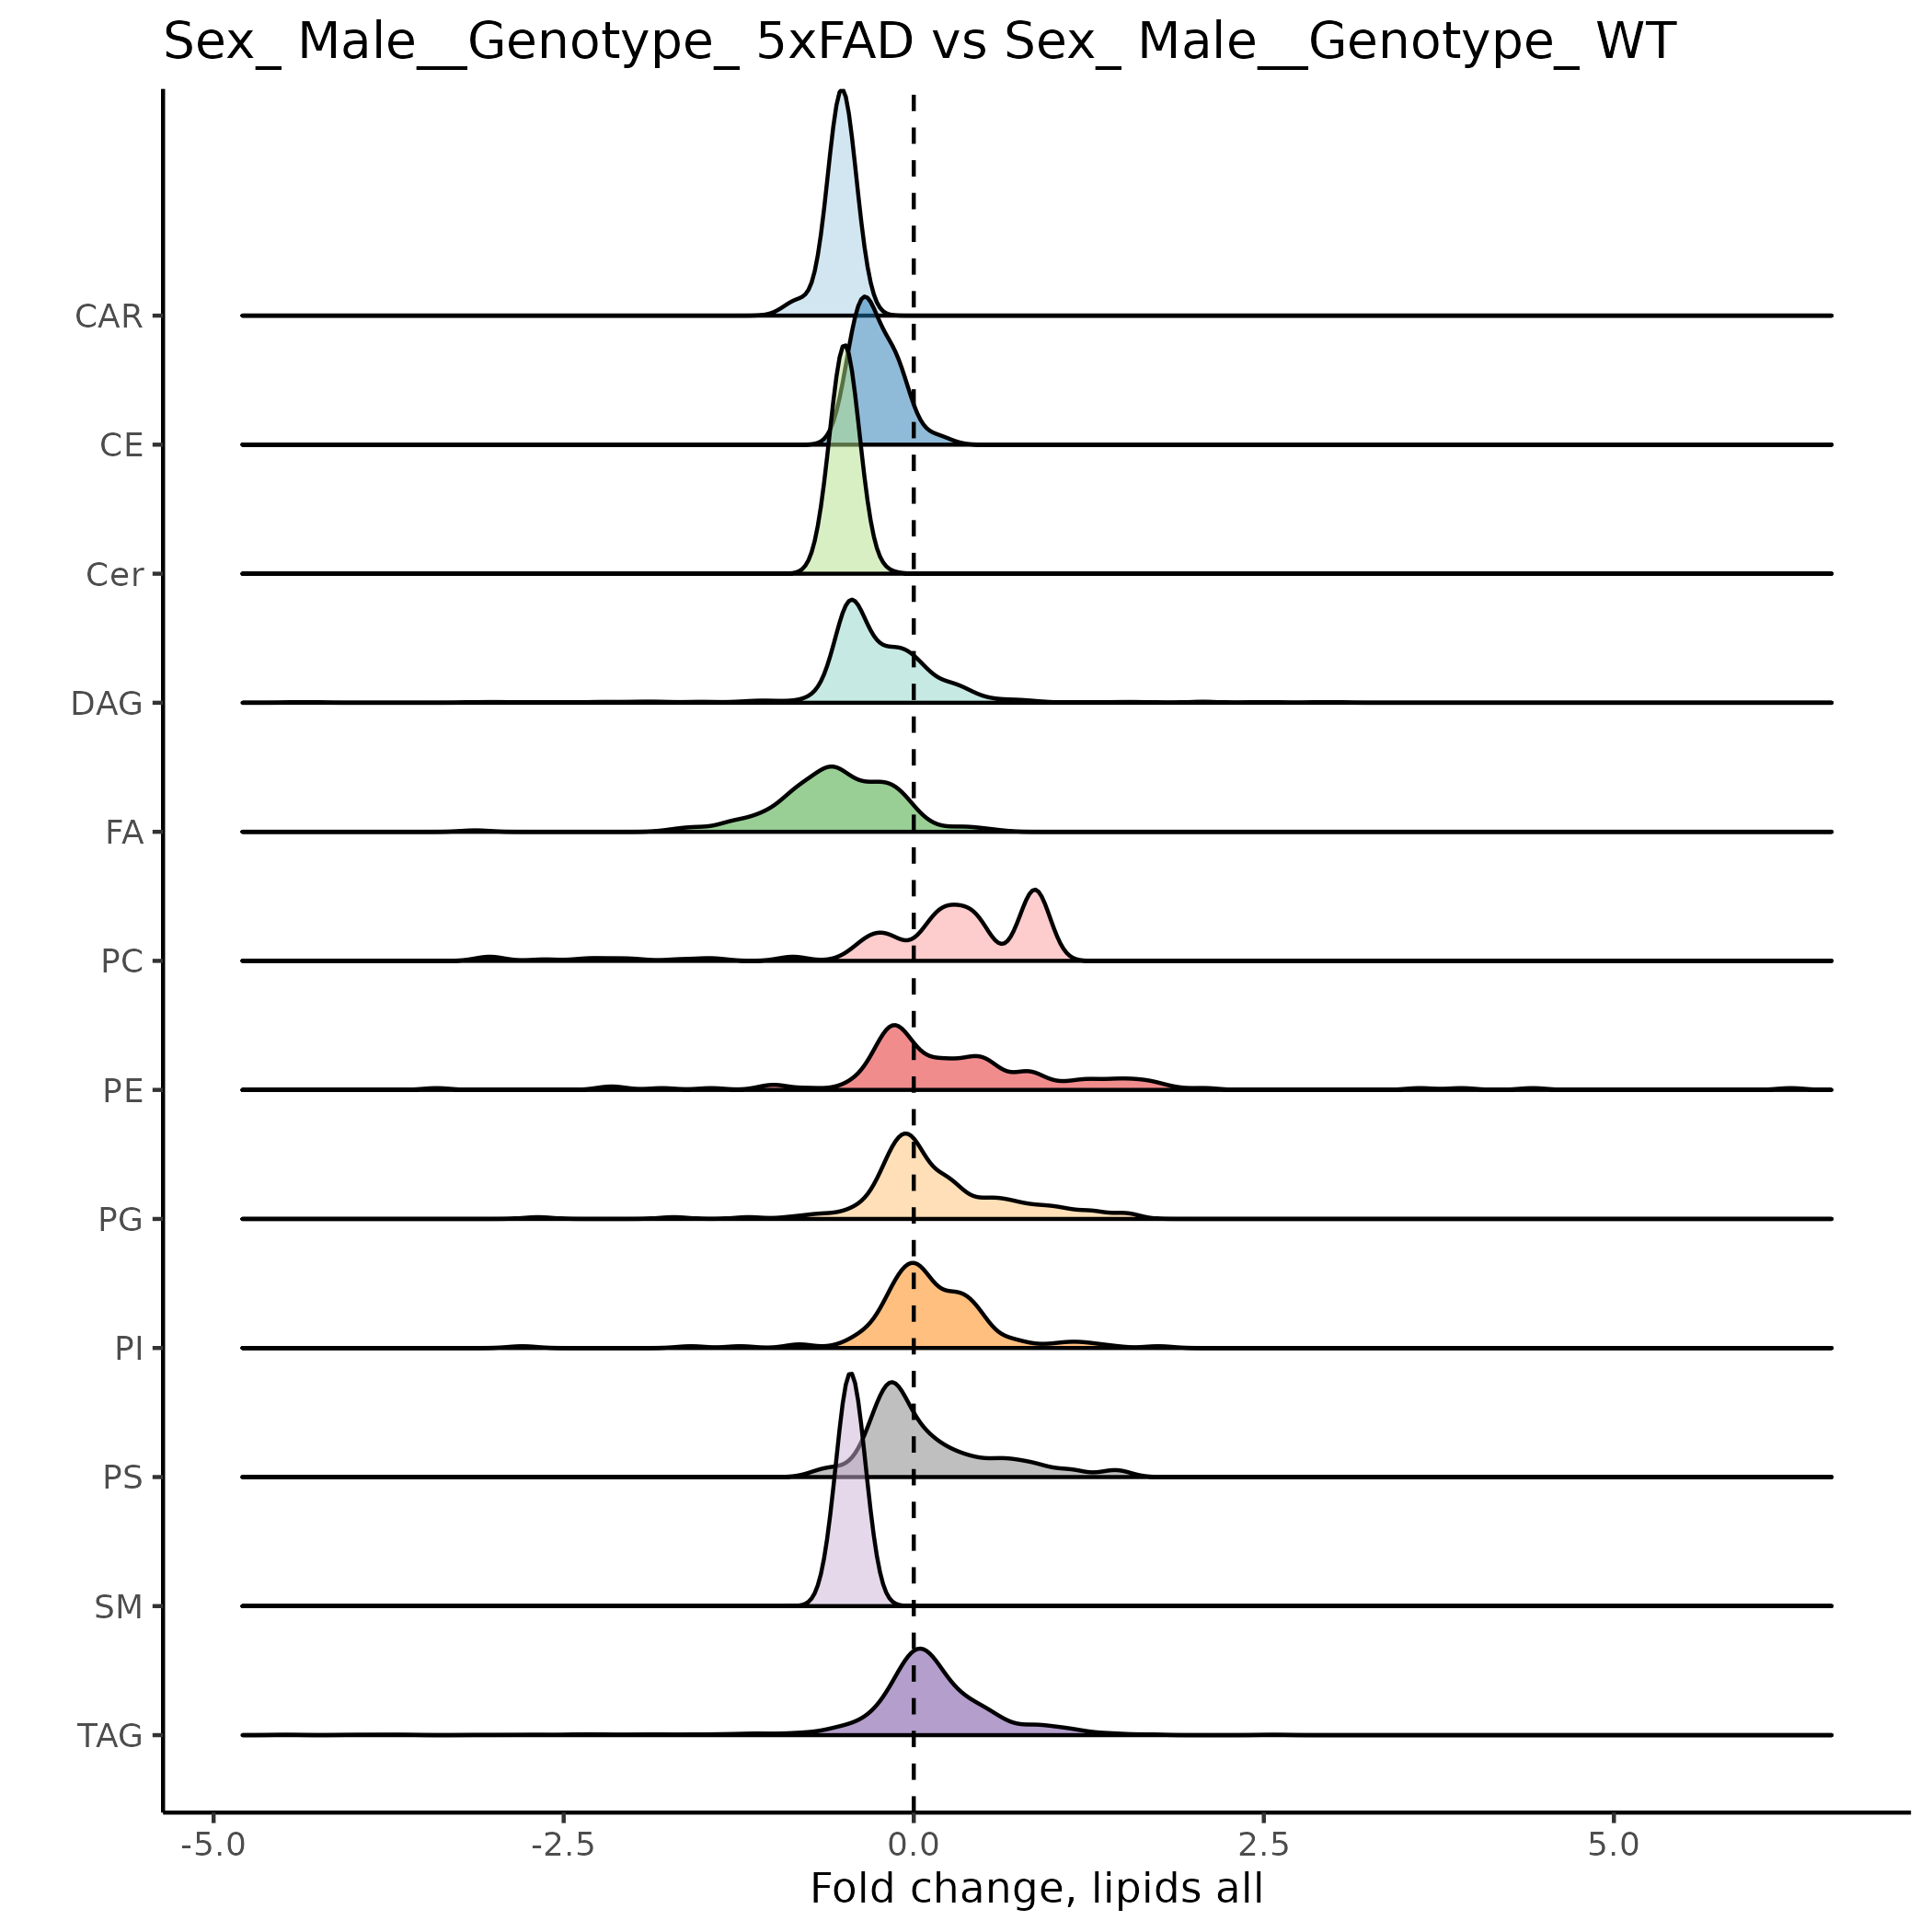 Sex_ Male__Genotype_ 5xFAD vs Sex_ Male__Genotype_ WT
CAR
CE
Cer
DAG
FA
PC
PE
PG
PI
PS
SM
TAG
-5.0 -2.5 0.0 2.5 5.0
Fold change, lipids all